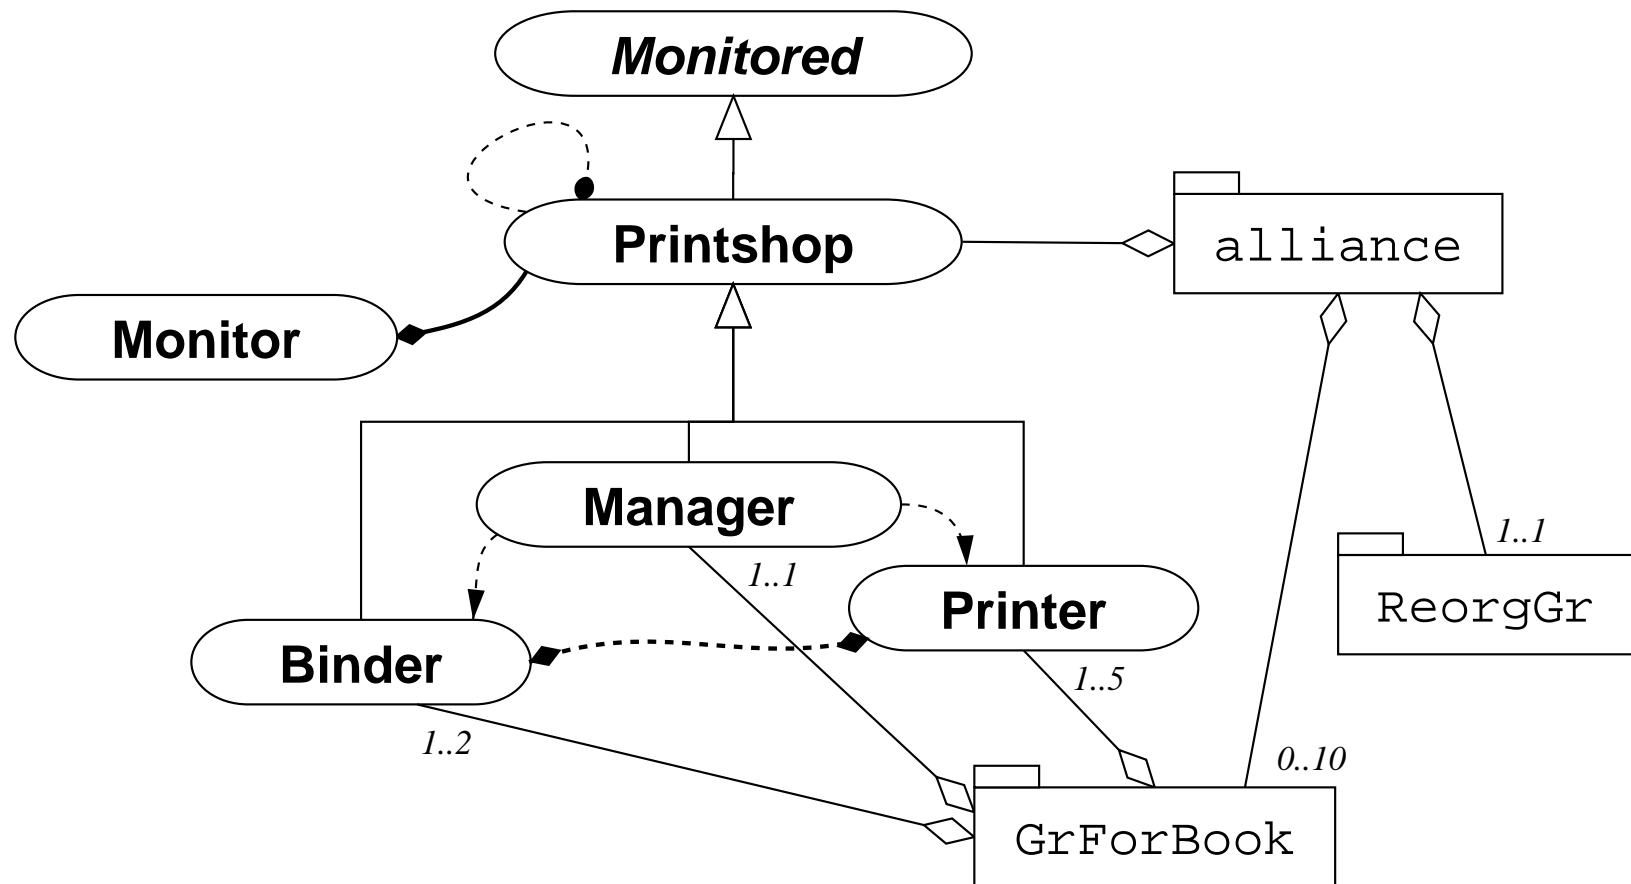 Monitored
Printshop
alliance
Monitor
Manager
1..1
1..1
Printer
ReorgGr
Binder
1..5
1..2
0..10
GrForBook